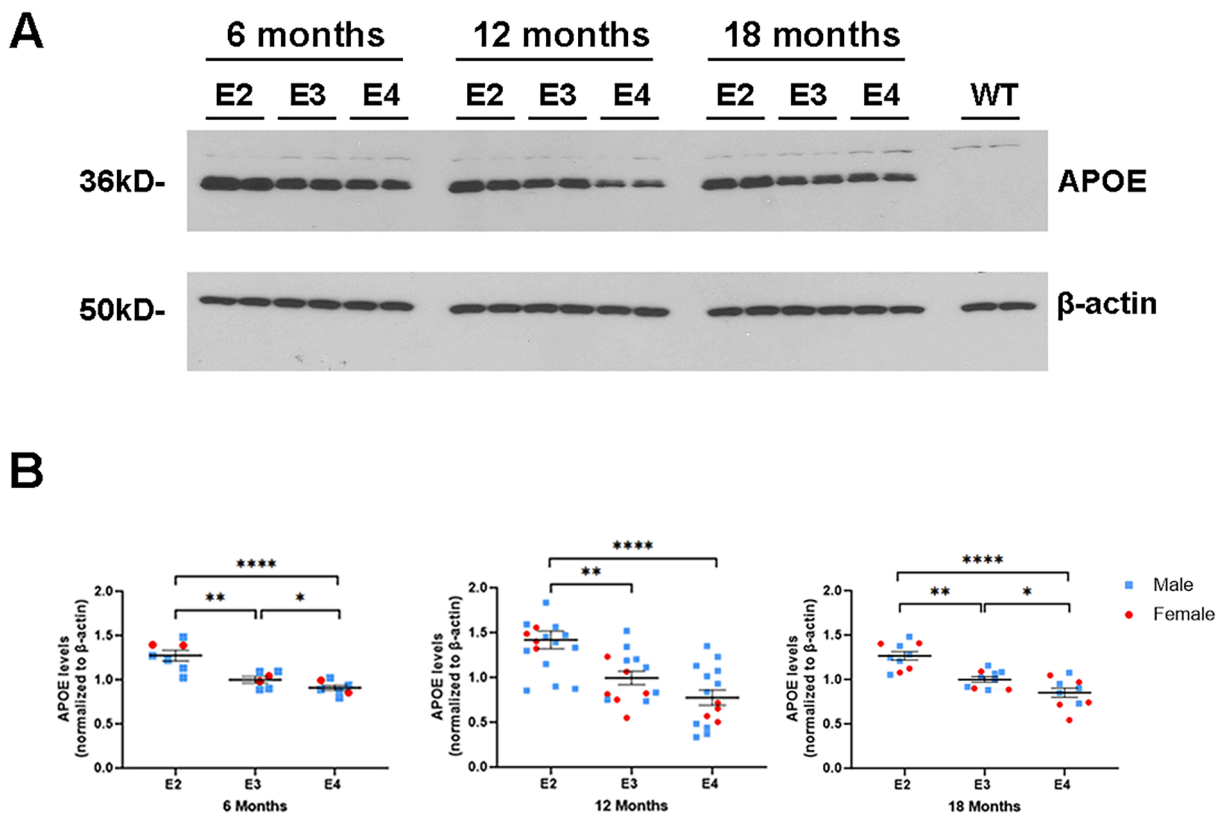 A
6 months 12 months 18 months
E2 E3 E4 E2 E3 E4 E2 E3 E4 WT
36kD- APOE
50kD- β-actin
B
**** **** ****
** * ** ** *
Male
Female
APOE levels
(normalized to β-actin)
2.0
1.5
1.0
0.5
0.0
E2 E3 E4
6 Months
APOE levels
(normalized to β-actin)
2.0
1.5
1.0
0.5
0.0
E2 E3 E4
12 Months
APOE levels
(normalized to β-actin)
2.0
1.5
1.0
0.5
0.0
E2 E3 E4
18 Months